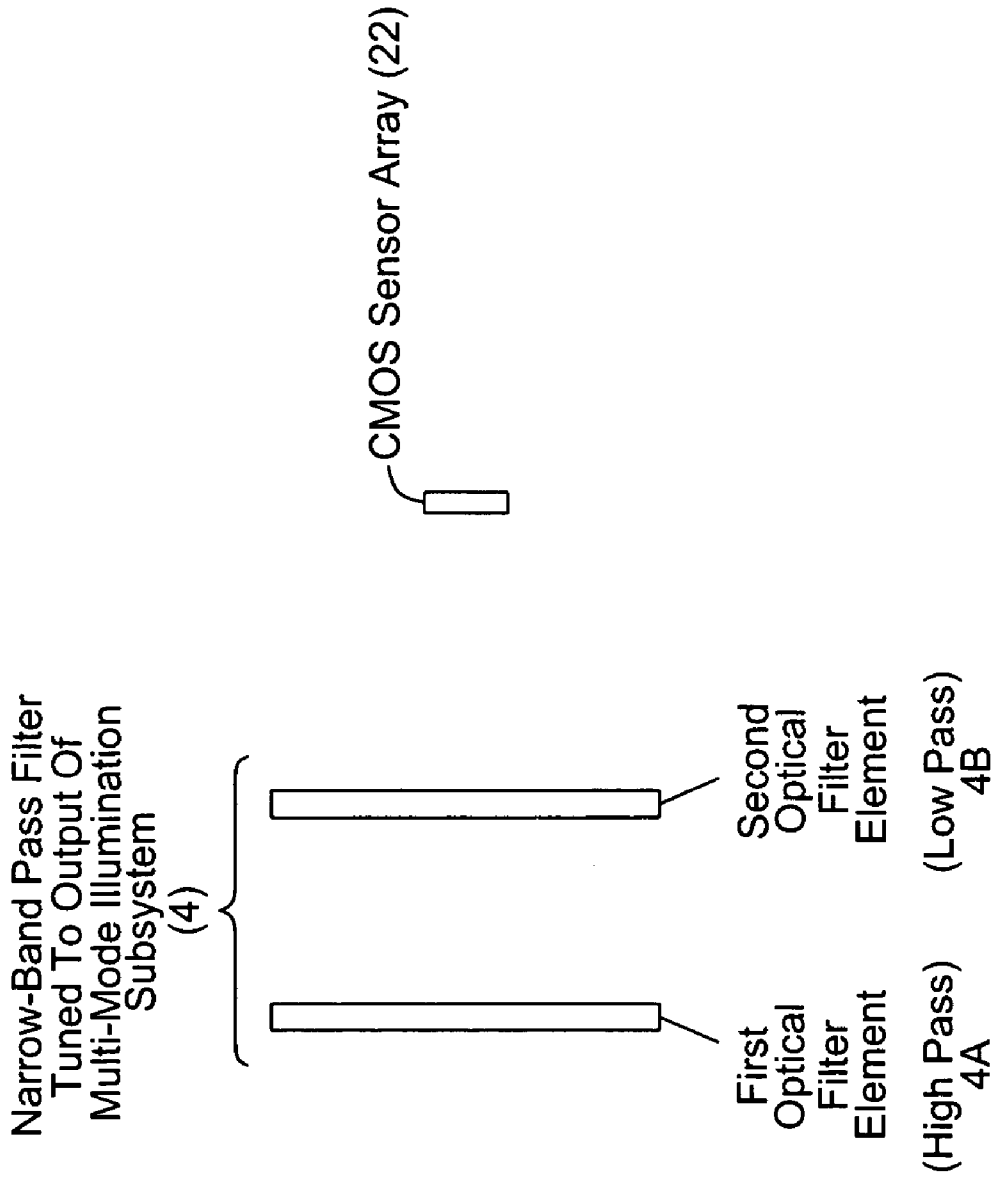 Narrow-Band Pass Filter
Tuned To Output Of
Multi-Mode Illumination
Subsystem
(4)
CMOS Sensor Array (22)
First
Optical
Filter
Element
(High Pass)
4A
Second
Optical
Filter
Element
(Low Pass)
4B